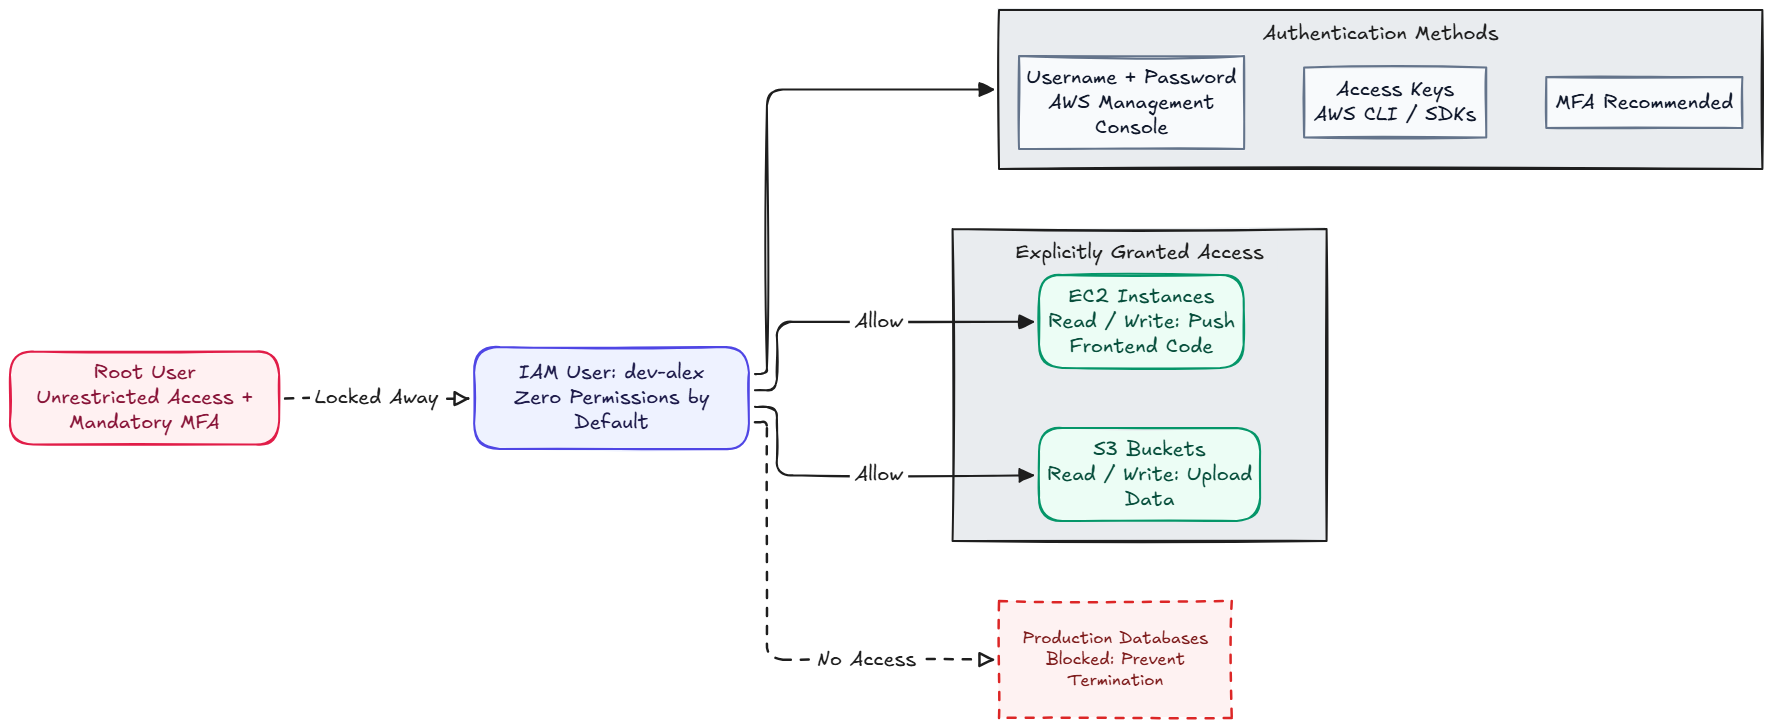 Authentication Methods
Username + Password
AWS Management
Console
Access Keys
AWS CLI / SDKs
MFA Recommended
Explicitly Granted Access
EC2 Instances
Read / Write: Push
Frontend Code
Allow
Root User
Unrestricted Access +
Mandatory MFA
Locked Away
IAM User: dev-alex
Zero Permissions by
Default
S3 Buckets
Read / Write: Upload
Data
Allow
No Access
Production Databases
Blocked: Prevent
Termination